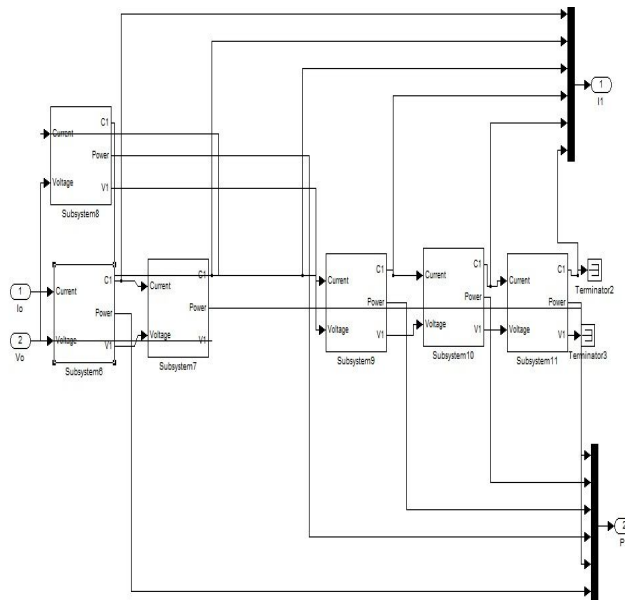 1
I1
C1
Current
Power
Voltage
V1
Subsystem8
1
Io
2
Vo
Current
C1
Power
Voltage
V1
Subsystem6
Current
C1
Power
Voltage
V1
Subsystem7
Current
C1
Power
Voltage
V1
Subsystem9
Current
C1
Power
Voltage
V1
Subsystem10
Current
C1
Power
Voltage
V1
Subsystem11
Terminator2
Terminator3
2